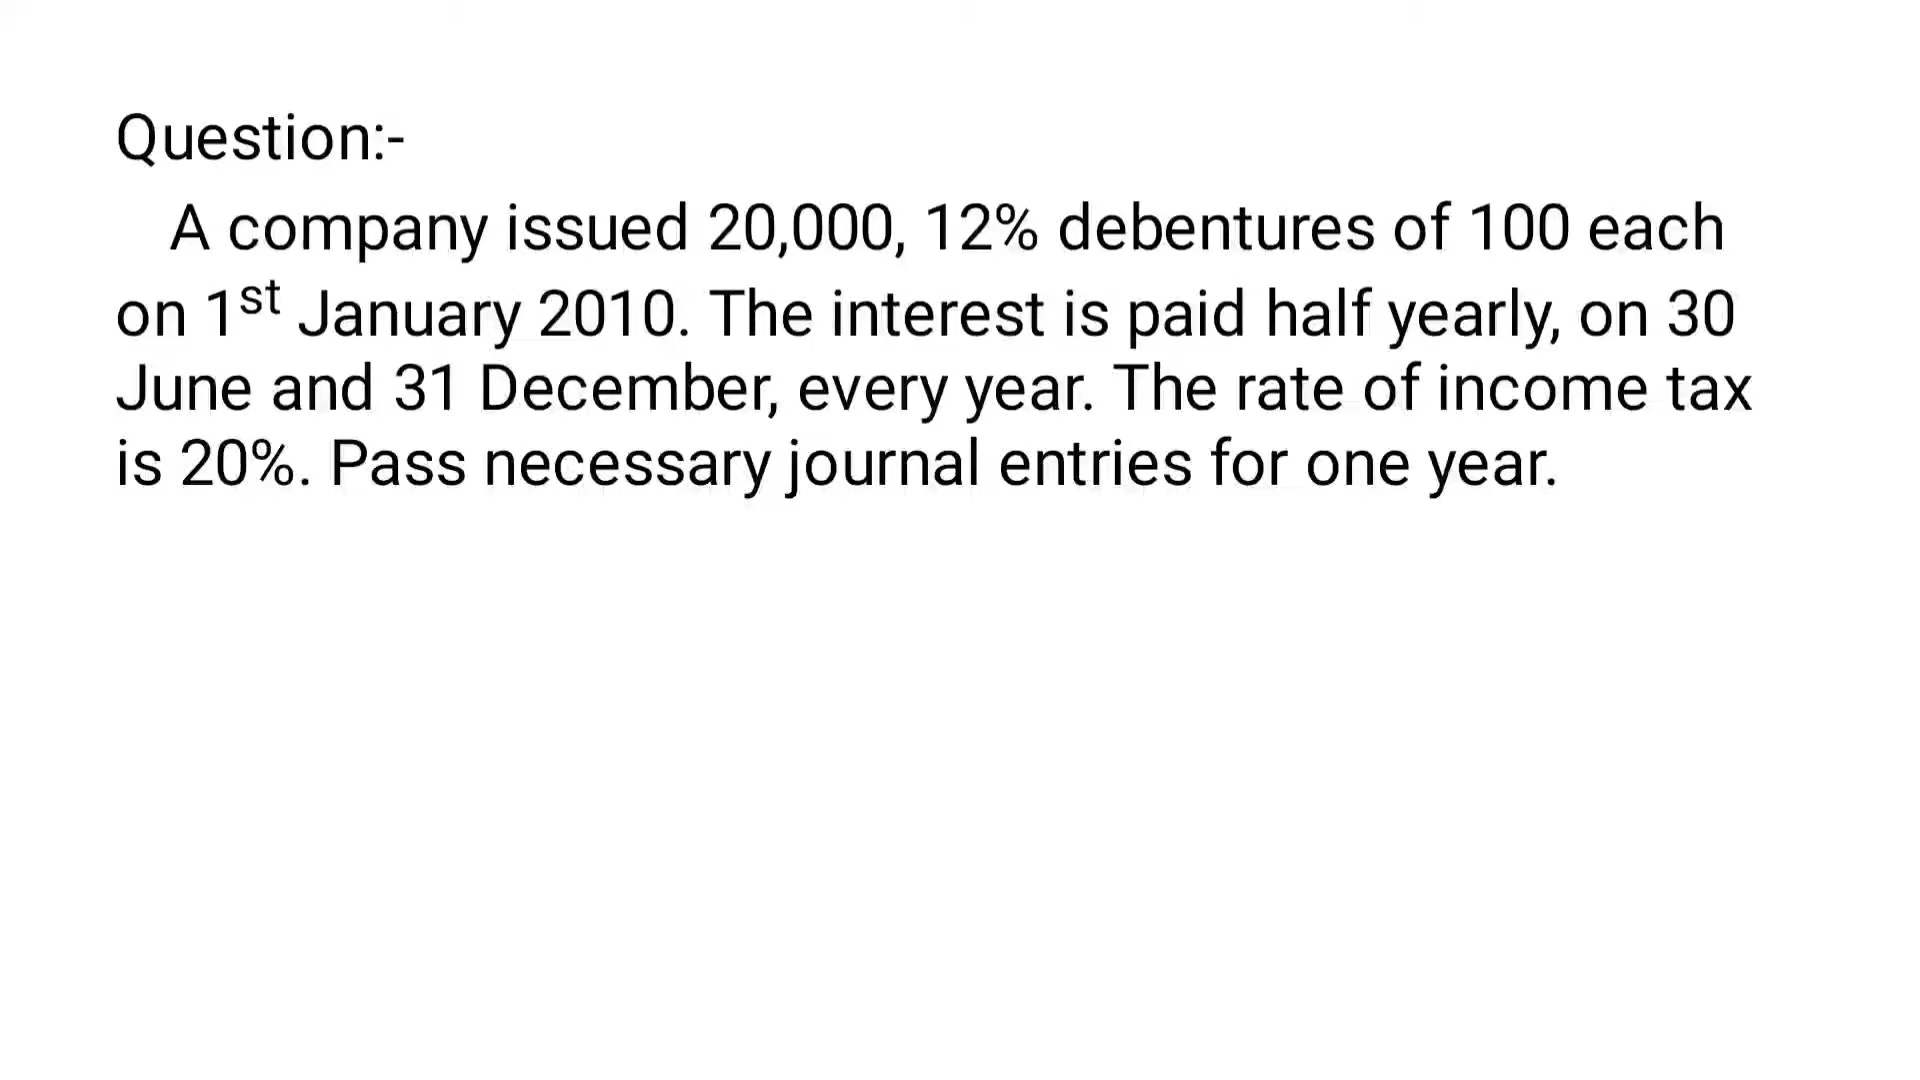 Question:-
A company issued 20,000, 12% debentures of 100 each
on 1st January 2010. The interest is paid half yearly, on 30
June and 31 December, every year. The rate of income tax
is 20%. Pass necessary journal entries for one year.